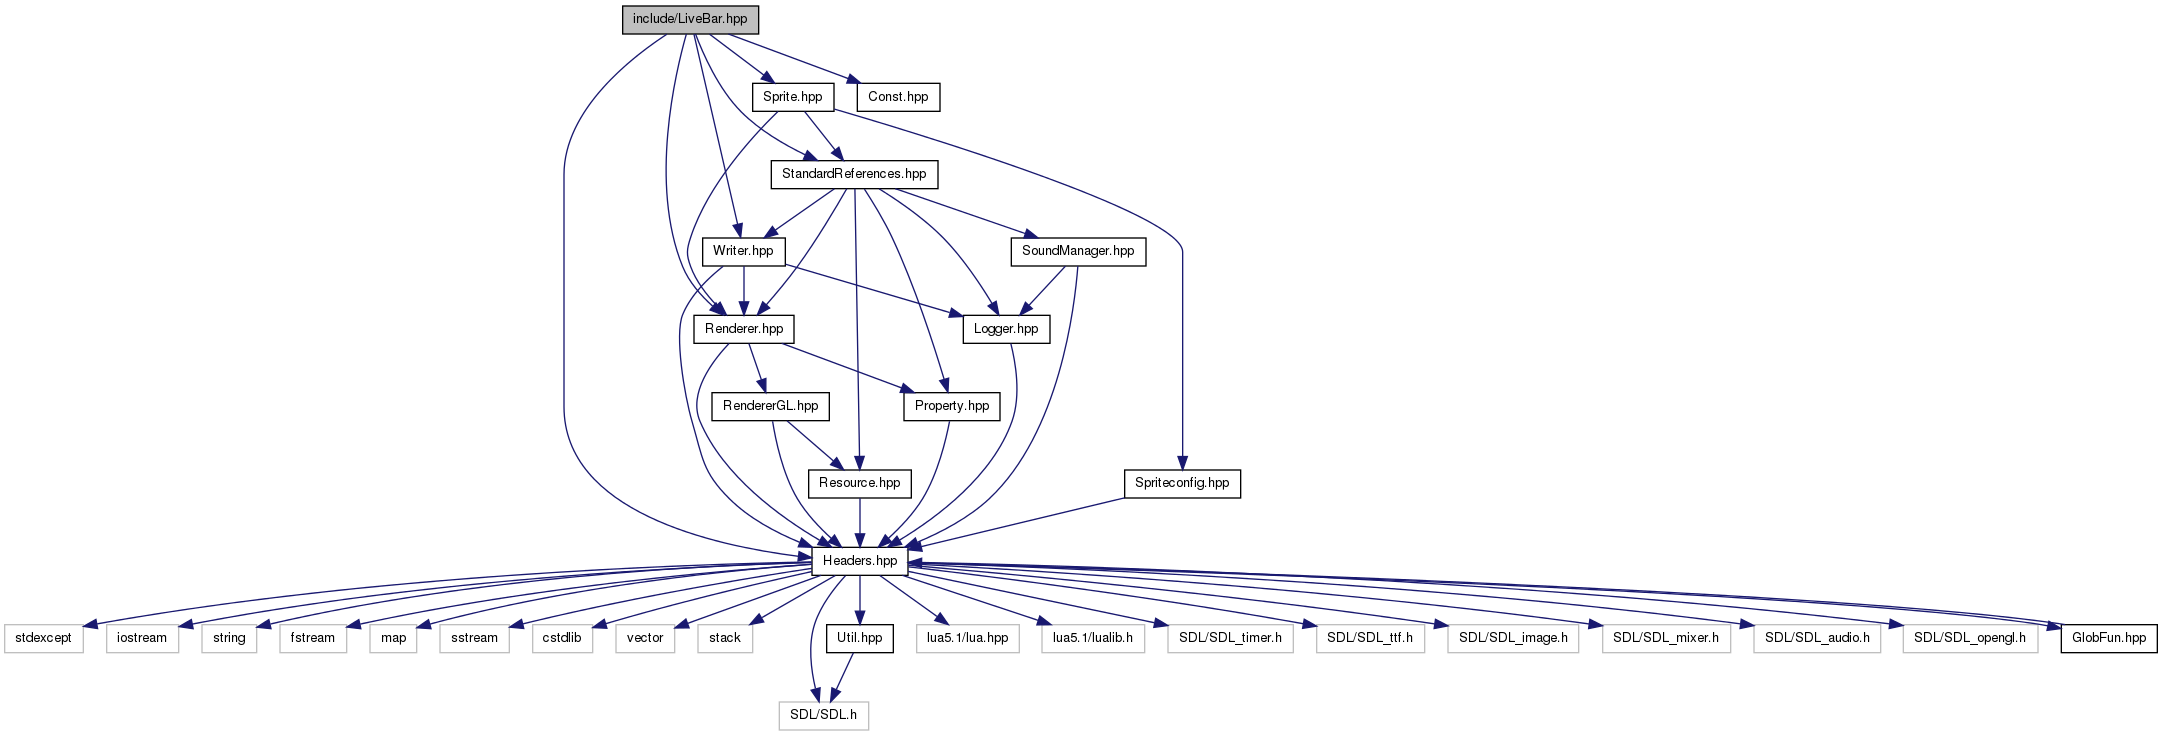 include/LiveBar.hpp
Sprite.hpp
Const.hpp
StandardReferences.hpp
Writer.hpp
SoundManager.hpp
Renderer.hpp
Logger.hpp
RendererGL.hpp
Property.hpp
Resource.hpp
Spriteconfig.hpp
Headers.hpp
stdexcept
iostream
string
fstream
map
sstream
cstdlib
vector
stack
Util.hpp
lua5.1/lua.hpp
lua5.1/lualib.h
SDL/SDL_timer.h
SDL/SDL_ttf.h
SDL/SDL_image.h
SDL/SDL_mixer.h
SDL/SDL_audio.h
SDL/SDL_opengl.h
GlobFun.hpp
SDL/SDL.h